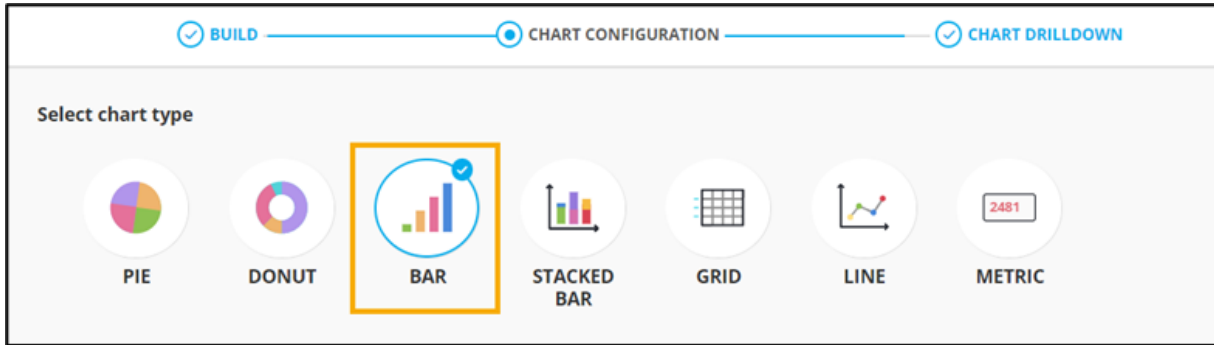 BUILD
CHART CONFIGURATION
CHART DRILLDOWN
Select chart type
2481
PIE
DONUT
BAR
STACKED
BAR
GRID
LINE
METRIC